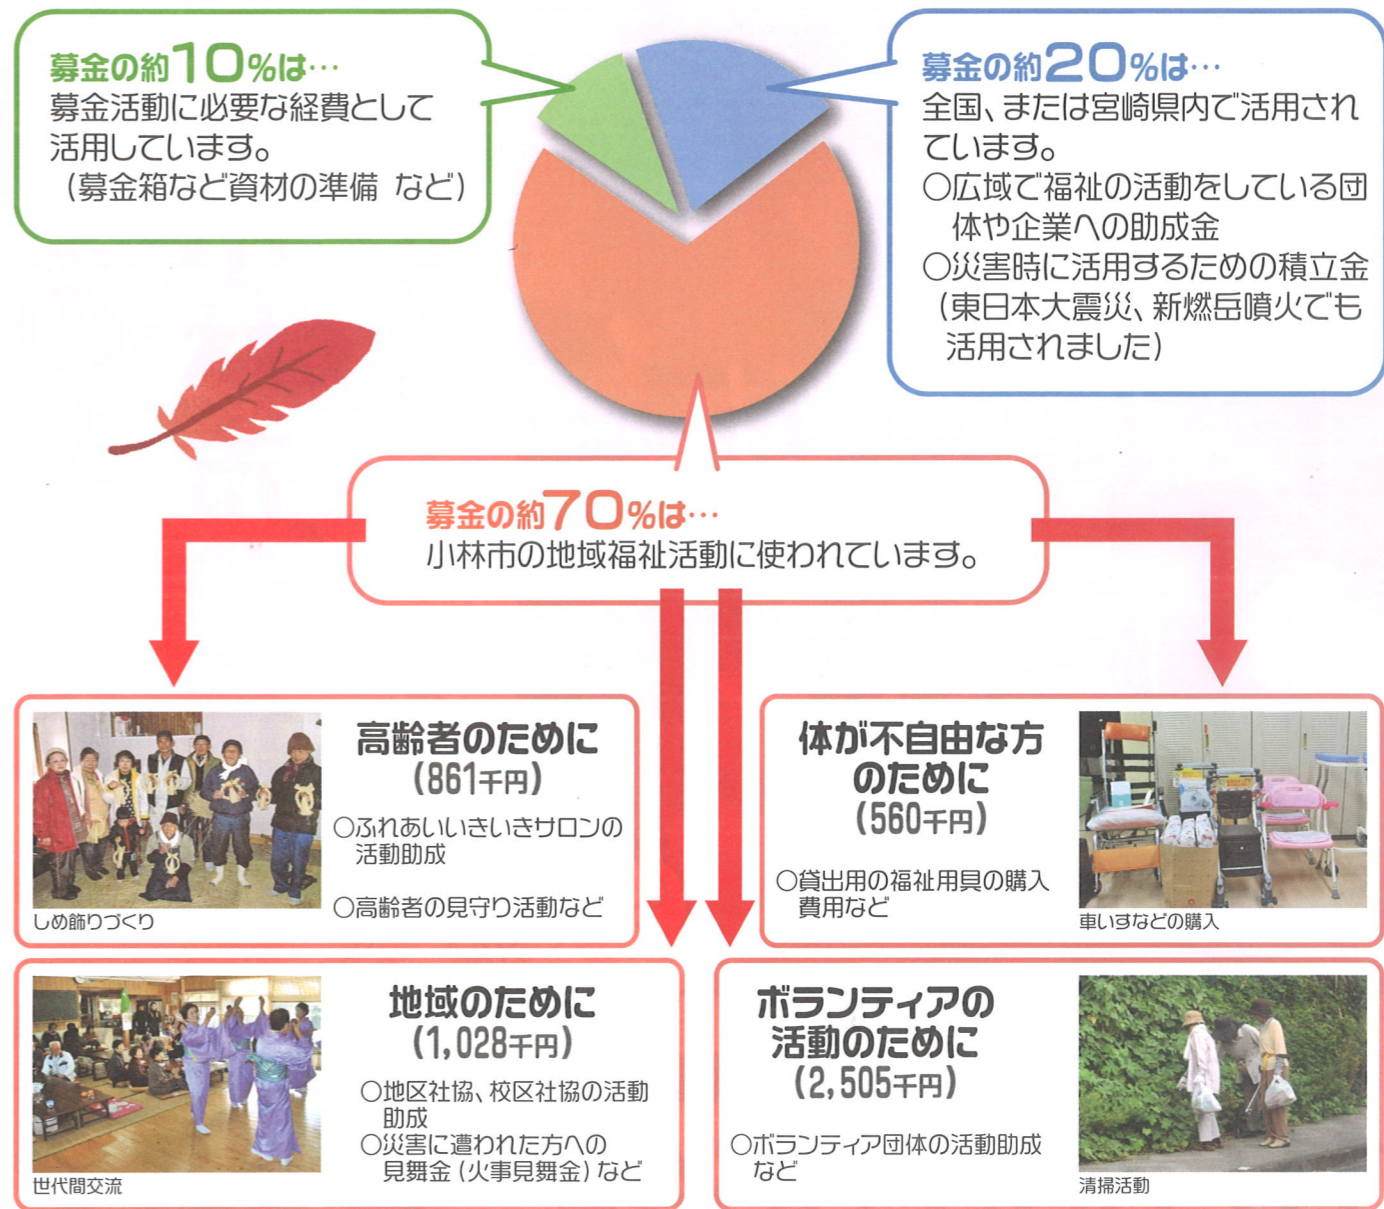 募金の約10%は…
募金活動に必要な経費として
活用しています。
(募金箱など資材の準備 など)
募金の約20%は…
全国、または宮崎県内で活用され
ています。
○広域で福祉の活動をしている団
体や企業への助成金
○災害時に活用するための積立金
(東日本大震災、新燃岳噴火でも
活用されました)
募金の約70%は…
小林市の地域福祉活動に使われています。
高齢者のために
(861千円)
○ふれあいいきいきサロンの
活動助成
○高齢者の見守り活動など
しめ飾りづくり
体が不自由な方
のために
(560千円)
○貸出用の福祉用具の購入
費用など
車いすなどの購入
地域のために
(1,028千円)
○地区社協、校区社協の活動
助成
○災害に遭われた方への
見舞金(火事見舞金)など
世代間交流
ボランティアの
活動のために
(2,505千円)
○ボランティア団体の活動助成
など
清掃活動